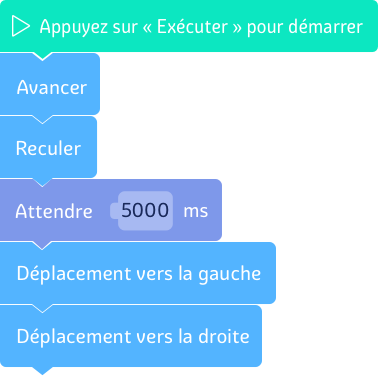 Appuyez sur « Exécuter » pour démarrer
Avancer
Reculer
Attendre 5000 ms
Déplacement vers la gauche
Déplacement vers la droite